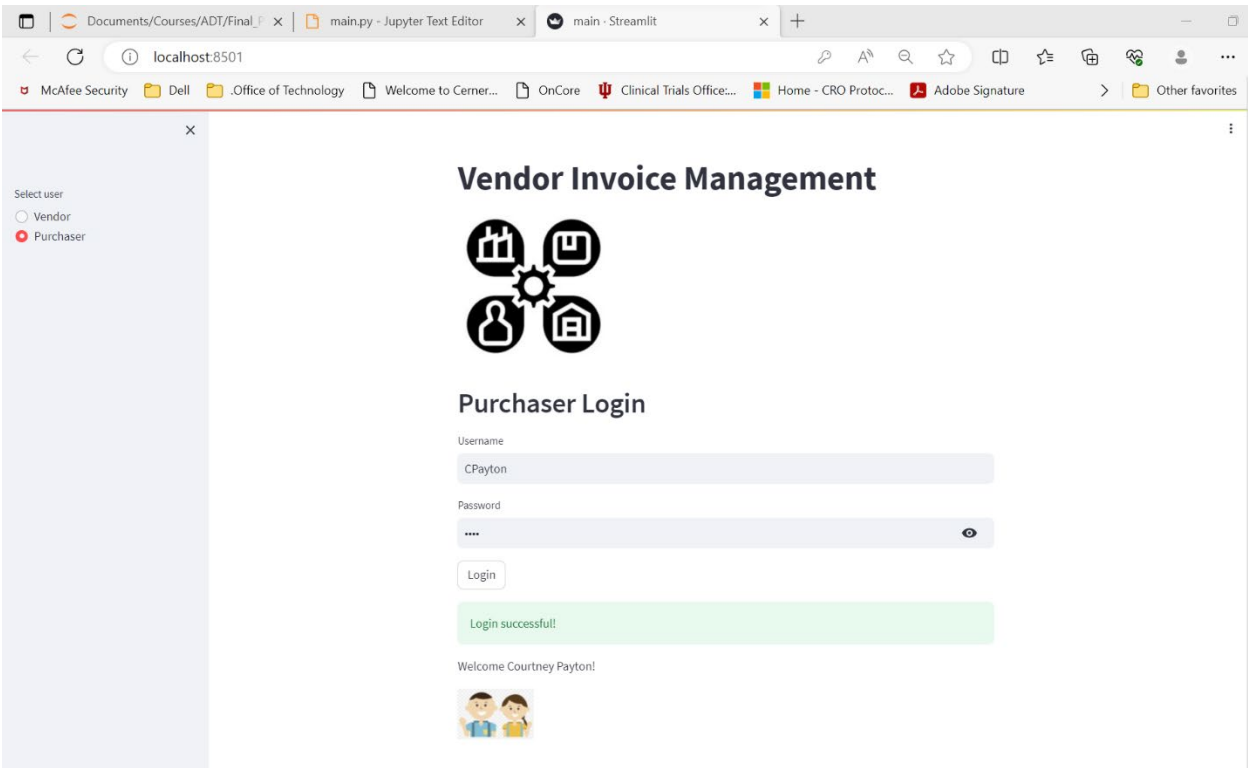 Documents/Courses/ADT/Final_P
main.py - Jupyter Text Editor
main · Streamlit
localhost:8501
McAfee Security
Dell
.Office of Technology
Welcome to Cerner...
OnCore
Clinical Trials Office:...
Home - CRO Protoc...
Adobe Signature
Other favorites
Select user
Vendor
Purchaser
Vendor Invoice Management
Purchaser Login
Username
CPayton
Password
••••
Login
Login successful!
Welcome Courtney Payton!